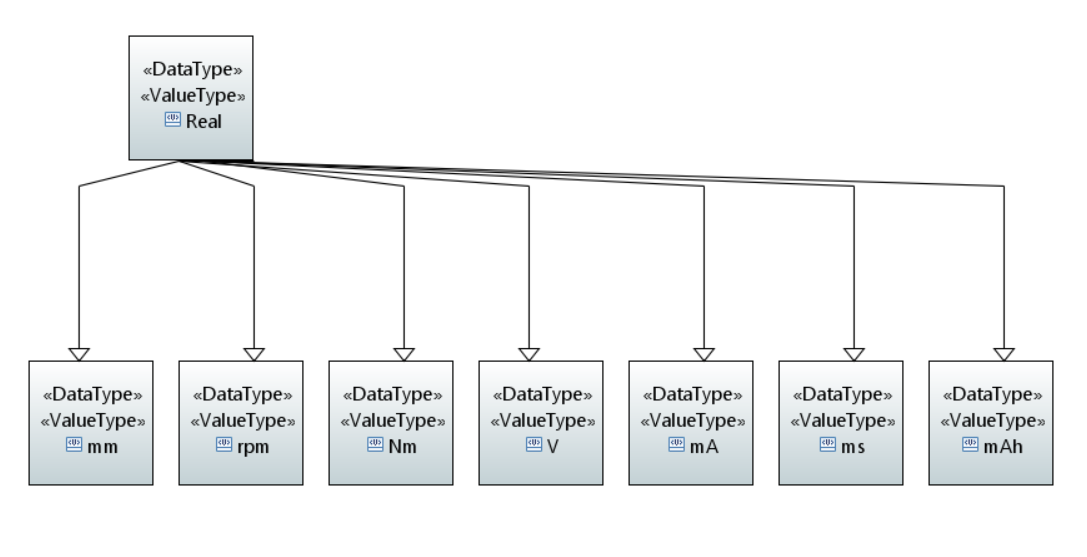 «DataType»
«ValueType»
Real
«DataType»
«ValueType»
mm
«DataType»
«ValueType»
rpm
«DataType»
«ValueType»
Nm
«DataType»
«ValueType»
V
«DataType»
«ValueType»
mA
«DataType»
«ValueType»
ms
«DataType»
«ValueType»
mAh